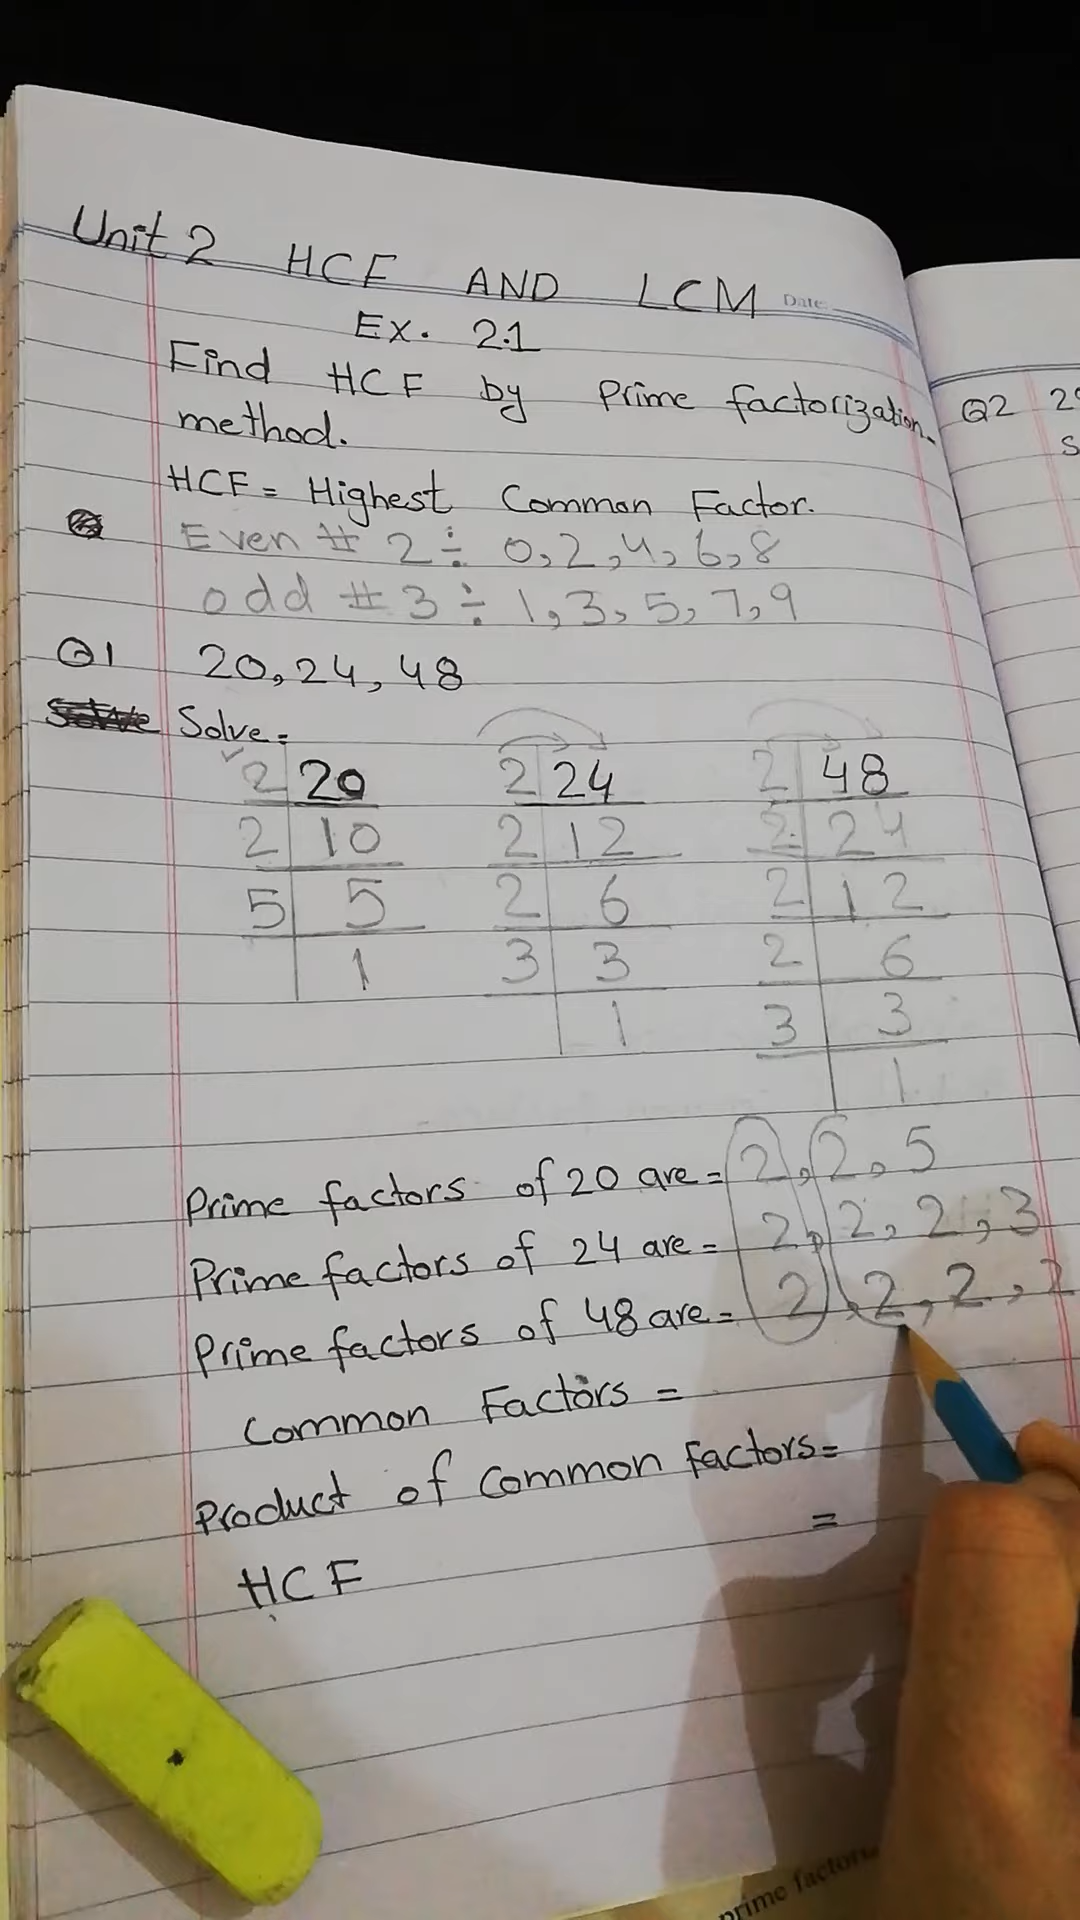 Unit 2 HCF AND LCM Date:
Ex. 2.1
Find HCF by Prime factorization.
method.
HCF = Highest Common Factor.
Even # 2 ÷ 0,2,4,6,8
odd # 3 ÷ 1,3,5,7,9
Q1 20,24,48
Solve=
2 20 2 24 2 48
2 10 2 12 2 24
5 5 2 6 2 12
1 3 3 2 6
1 3 3
1
Prime factors of 20 are = 2,2,5
Prime factors of 24 are = 2,2,2,3
Prime factors of 48 are = 2,2,2,2
Common Factors =
Product of Common Factors=
=
HCF
Q2 2
S
prime factor